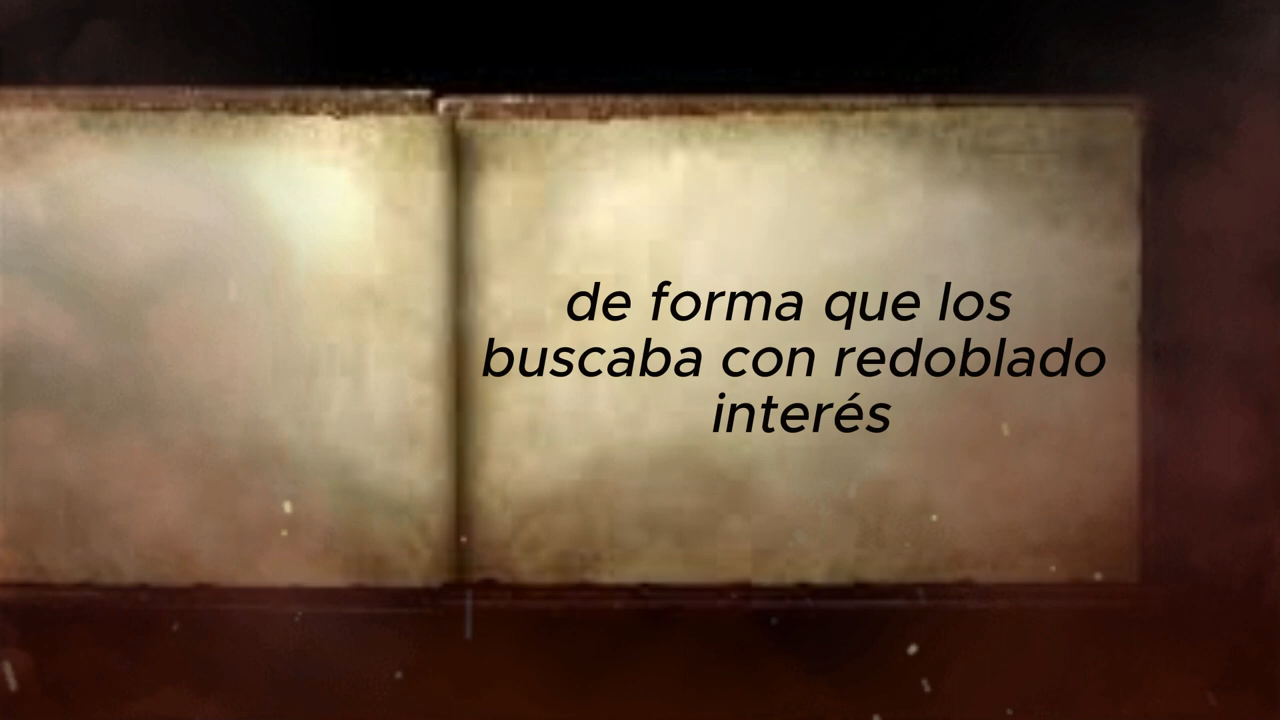 de forma que los
buscaba con redoblado
interés